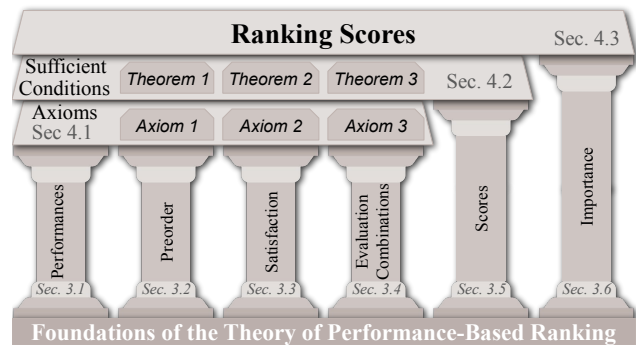 Ranking Scores
Sec. 4.3
Sufficient
Conditions
Theorem 1
Theorem 2
Theorem 3
Sec. 4.2
Axioms
Sec 4.1
Axiom 1
Axiom 2
Axiom 3
Performances
Preorder
Satisfaction
Evaluation
Combinations
Scores
Importance
Sec. 3.1
Sec. 3.2
Sec. 3.3
Sec. 3.4
Sec. 3.5
Sec. 3.6
Foundations of the Theory of Performance-Based Ranking